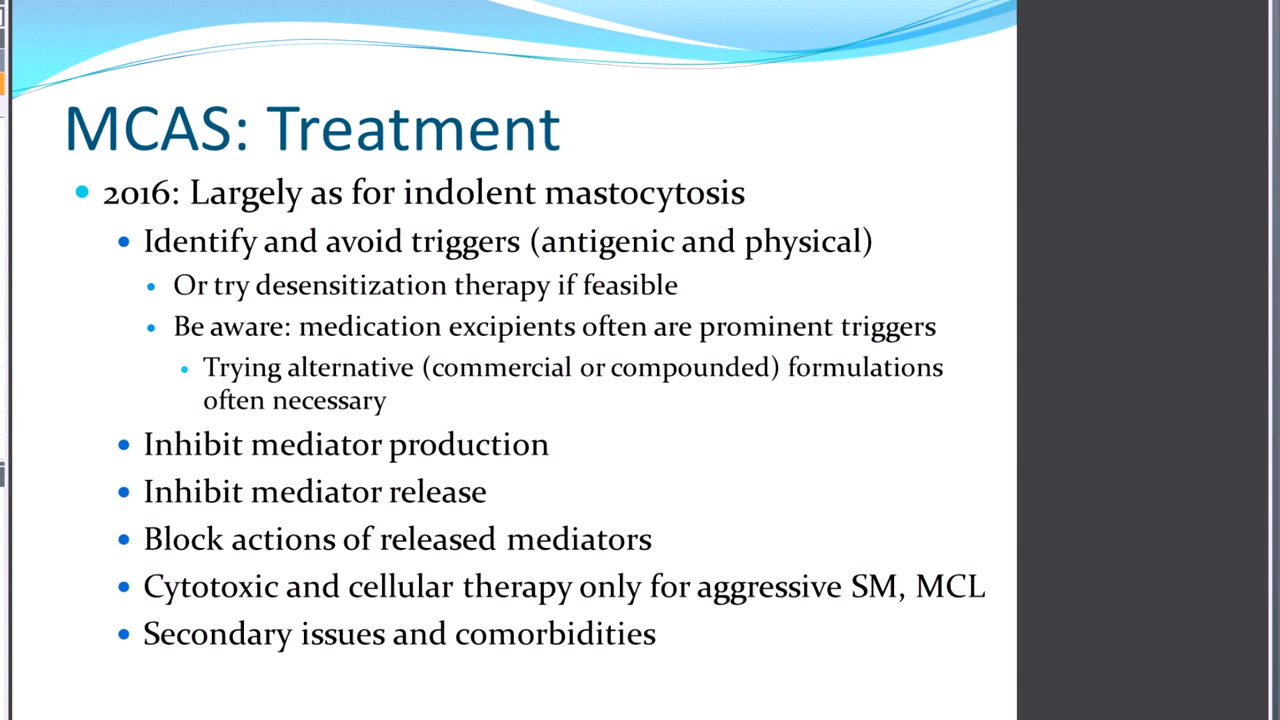 MCAS: Treatment
2016: Largely as for indolent mastocytosis
Identify and avoid triggers (antigenic and physical)
Or try desensitization therapy if feasible
Be aware: medication excipients often are prominent triggers
Trying alternative (commercial or compounded) formulations
often necessary
Inhibit mediator production
Inhibit mediator release
Block actions of released mediators
Cytotoxic and cellular therapy only for aggressive SM, MCL
Secondary issues and comorbidities